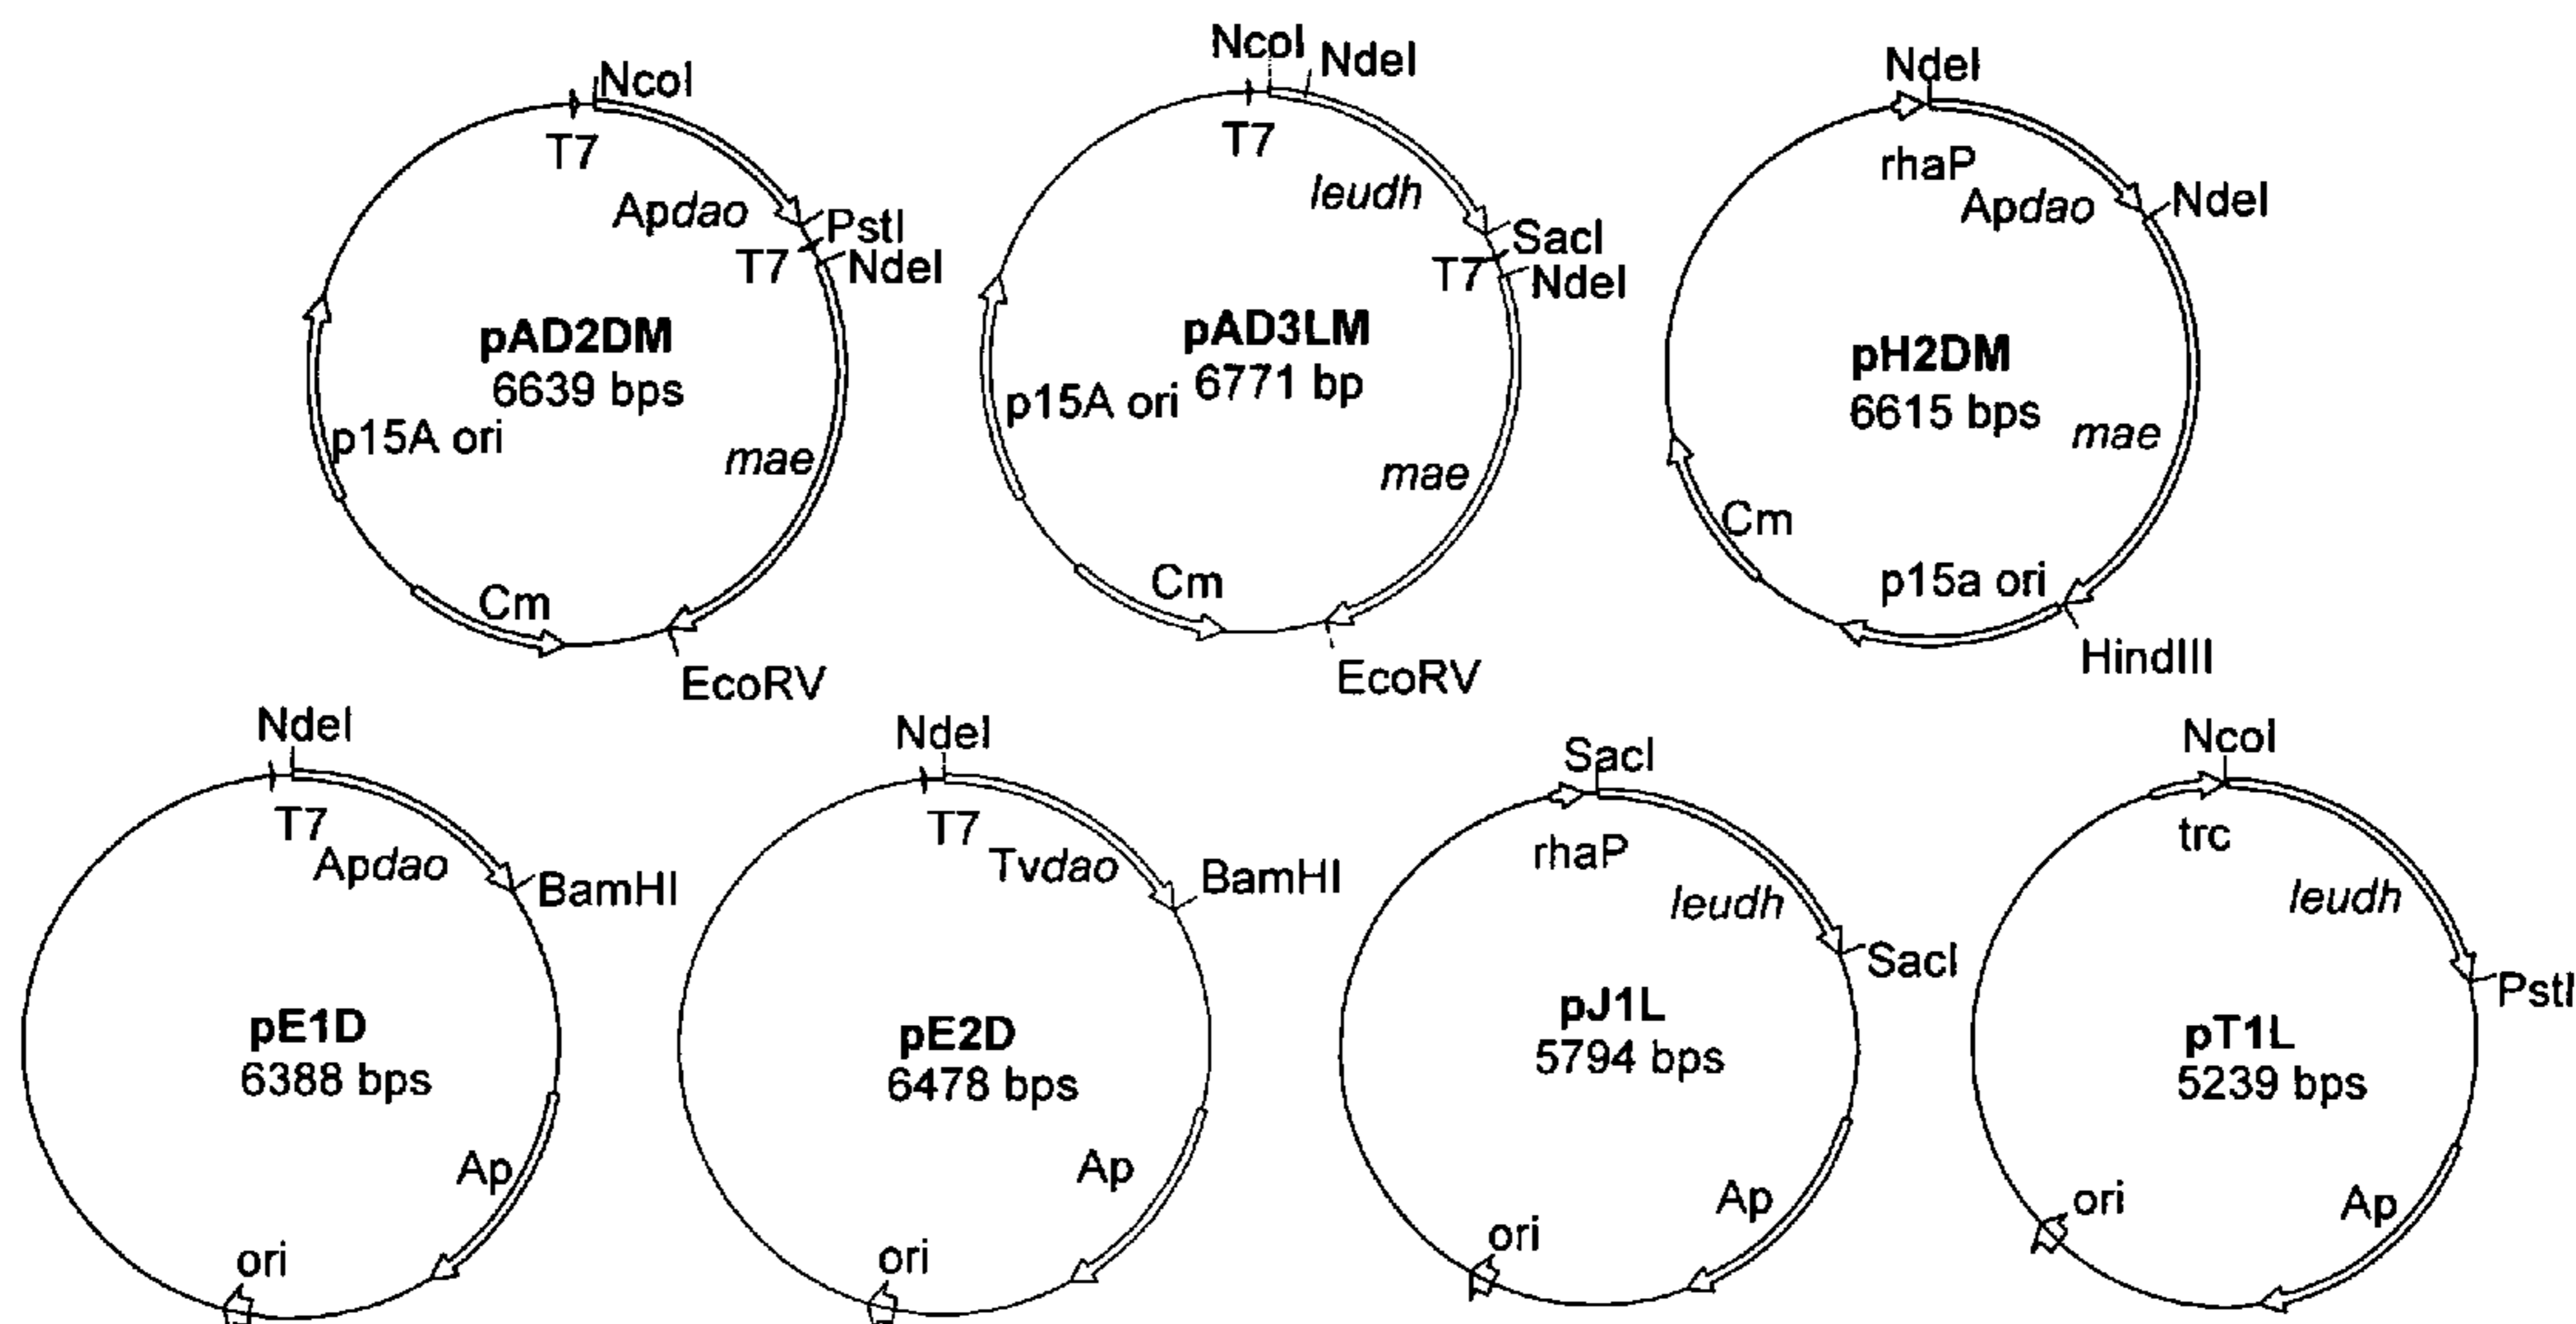 NcoI
T7
Apdao
PstI
T7
NdeI
pAD2DM
6639 bps
p15A ori
mae
Cm
EcoRV
NcoI
NdeI
T7
leudh
SacI
T7
NdeI
pAD3LM
6771 bp
p15A ori
mae
Cm
EcoRV
NdeI
rhaP
Apdao
NdeI
pH2DM
6615 bps
mae
Cm
p15a ori
HindIII
NdeI
T7
Apdao
BamHI
pE1D
6388 bps
Ap
ori
NdeI
T7
Tvdao
BamHI
pE2D
6478 bps
Ap
ori
SacI
rhaP
leudh
SacI
pJ1L
5794 bps
Ap
ori
NcoI
trc
leudh
PstI
pT1L
5239 bps
ori
Ap